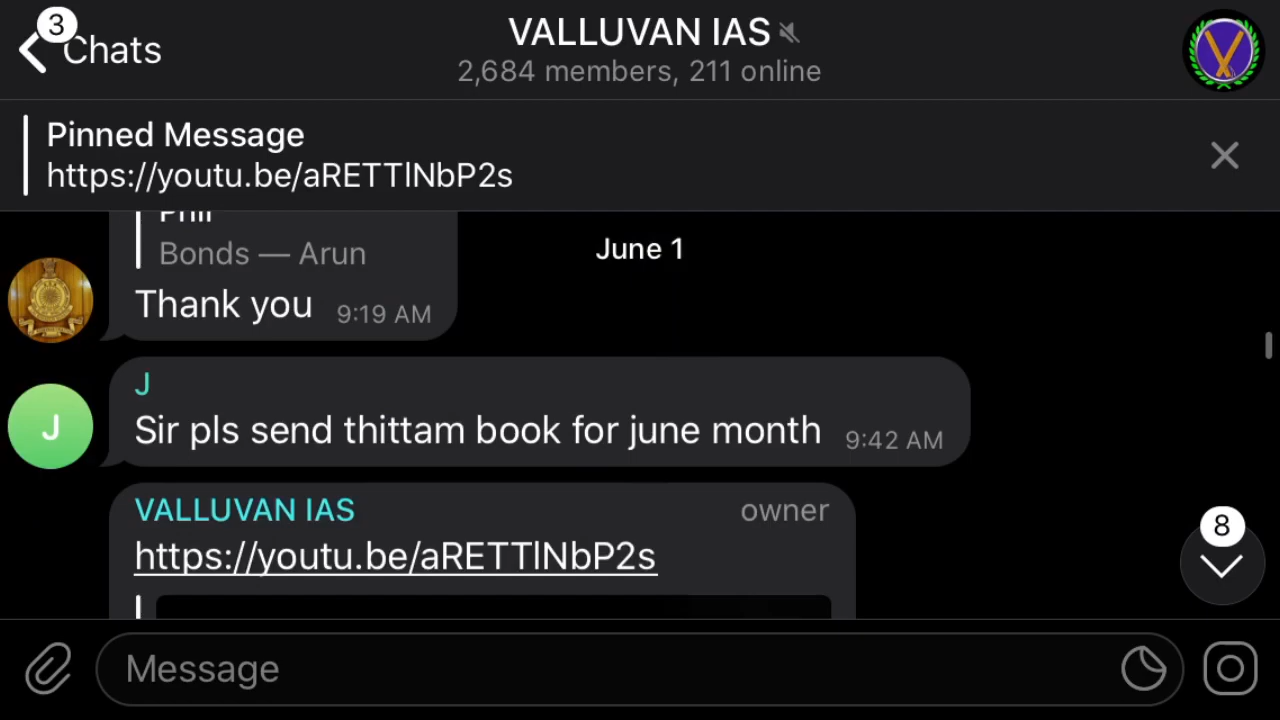 3
Chats
VALLUVAN IAS
2,684 members, 211 online
Pinned Message
https://youtu.be/aRETTlNbP2s
June 1
Phil
Bonds — Arun
Thank you 9:19 AM
J
J
Sir pls send thittam book for june month 9:42 AM
VALLUVAN IAS owner
https://youtu.be/aRETTlNbP2s
8
Message